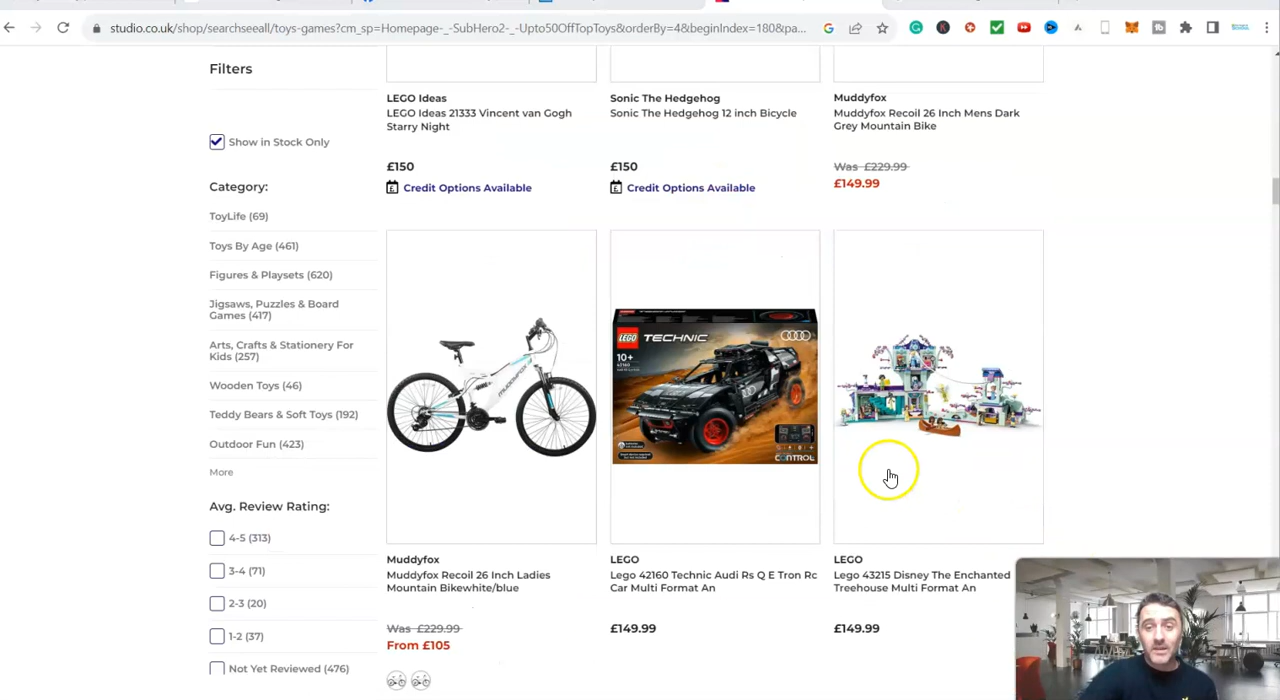 studio.co.uk/shop/searchseeall/toys-games?cm_sp=Homepage-_-SubHero2-_-Upto50OffTopToys&orderBy=4&beginIndex=180&pa...
Filters
Show in Stock Only
Category:
ToyLife (69)
Toys By Age (461)
Figures & Playsets (620)
Jigsaws, Puzzles & Board
Games (417)
Arts, Crafts & Stationery For
Kids (257)
Wooden Toys (46)
Teddy Bears & Soft Toys (192)
Outdoor Fun (423)
More
Avg. Review Rating:
4-5 (313)
3-4 (71)
2-3 (20)
1-2 (37)
Not Yet Reviewed (476)
LEGO Ideas
LEGO Ideas 21333 Vincent van Gogh
Starry Night
£150
Credit Options Available
Sonic The Hedgehog
Sonic The Hedgehog 12 inch Bicycle
£150
Credit Options Available
Muddyfox
Muddyfox Recoil 26 Inch Mens Dark
Grey Mountain Bike
Was £229.99
£149.99
MUDDYFOX
LEGO
TECHNIC
10+
42160
CONTROL
Muddyfox
Muddyfox Recoil 26 Inch Ladies
Mountain Bikewhite/blue
Was £229.99
From £105
LEGO
Lego 42160 Technic Audi Rs Q E Tron Rc
Car Multi Format An
£149.99
LEGO
Lego 43215 Disney The Enchanted
Treehouse Multi Format An
£149.99